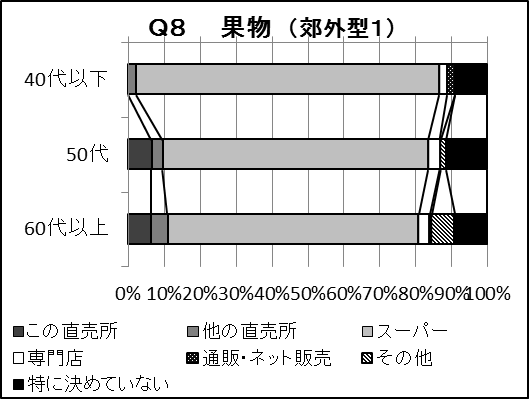 Q8 果物（郊外型1）
40代以下
50代
60代以上
0% 10% 20% 30% 40% 50% 60% 70% 80% 90% 100%
この直売所 他の直売所 スーパー
専門店 通販・ネット販売 その他
特に決めていない